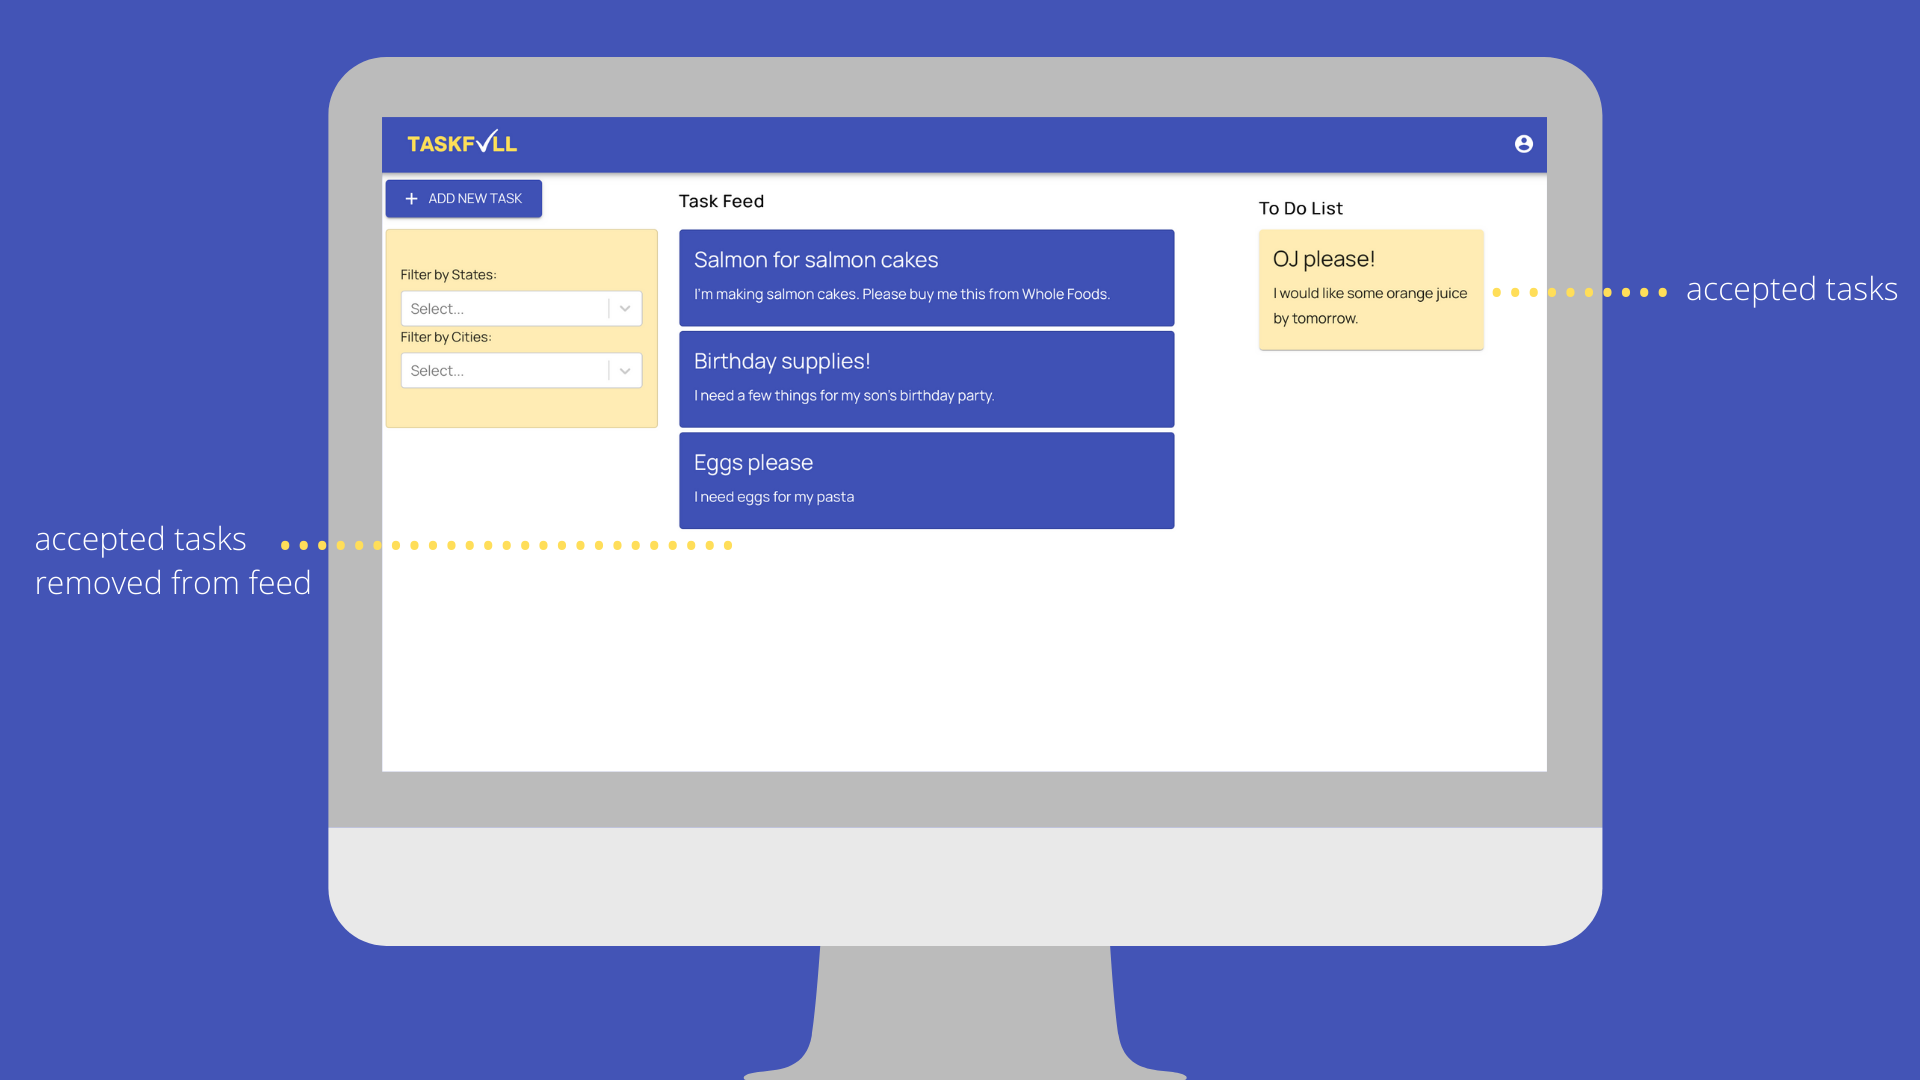 TASKF✓LL
+ ADD NEW TASK
Filter by States:
Select...
Filter by Cities:
Select...
Task Feed
Salmon for salmon cakes
I'm making salmon cakes. Please buy me this from Whole Foods.
Birthday supplies!
I need a few things for my son's birthday party.
Eggs please
I need eggs for my pasta
To Do List
OJ please!
I would like some orange juice
by tomorrow.
accepted tasks
accepted tasks
removed from feed